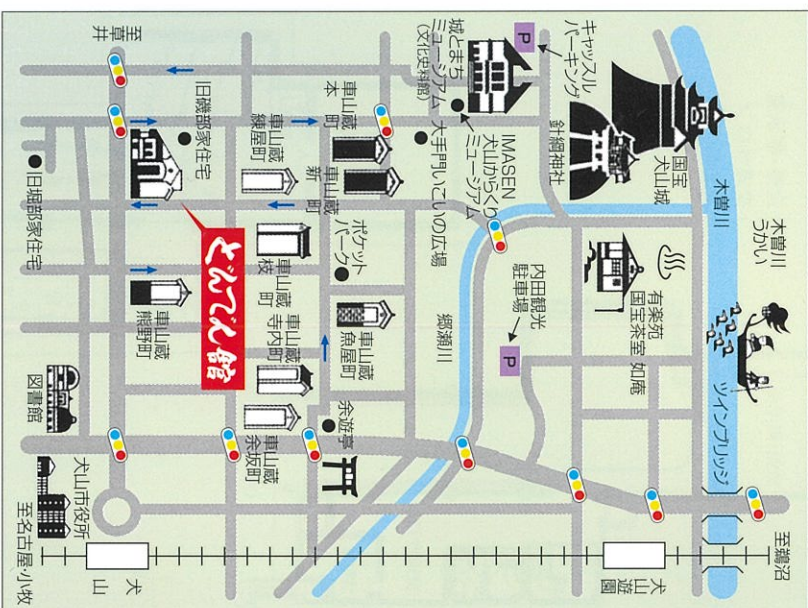 キャッスル
パーキング
P
城とまち
ミュージアム
(文化史料館)
IMASEN
犬山からくり
ミュージアム
大手門いこいの広場
針綱神社
国宝
犬山城
木曽川
木曽川
うかい
ツインブリッジ
有楽苑
国宝茶室 如庵
内田観光
駐車場
P
郷瀬川
至草井
旧磯部家住宅
旧堀部家住宅
車山蔵
本町
車山蔵
練屋町
車山蔵
新町
ポケット
パーク
車山蔵
枝町
車山蔵
魚屋町
車山蔵
寺内町
車山蔵
熊野町
車山蔵
余坂町
余遊亭
どんでん館
図書館
犬山市役所
至名古屋・小牧
犬山
犬山遊園
至鵜沼